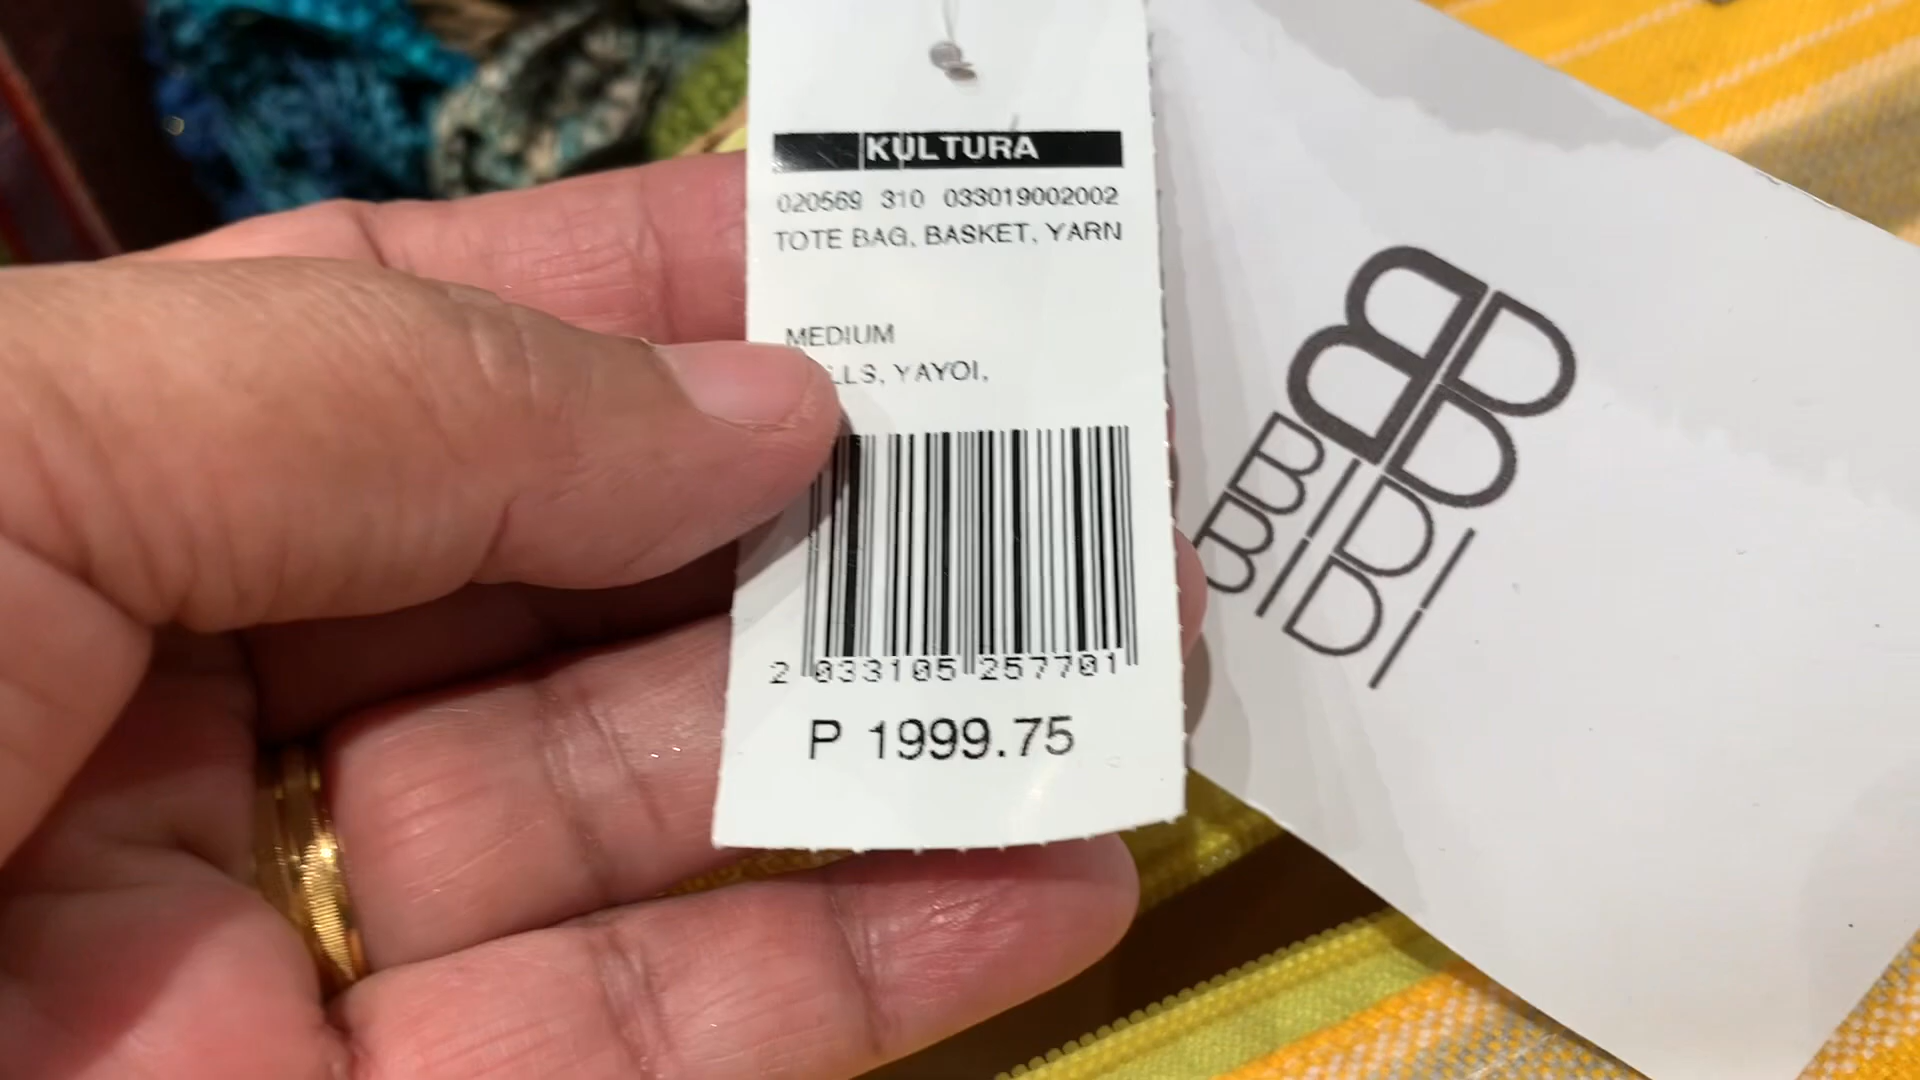 KULTURA
020569 310 033019002002
TOTE BAG, BASKET, YARN
MEDIUM
YAYOI,
2 033105 257701
P 1999.75